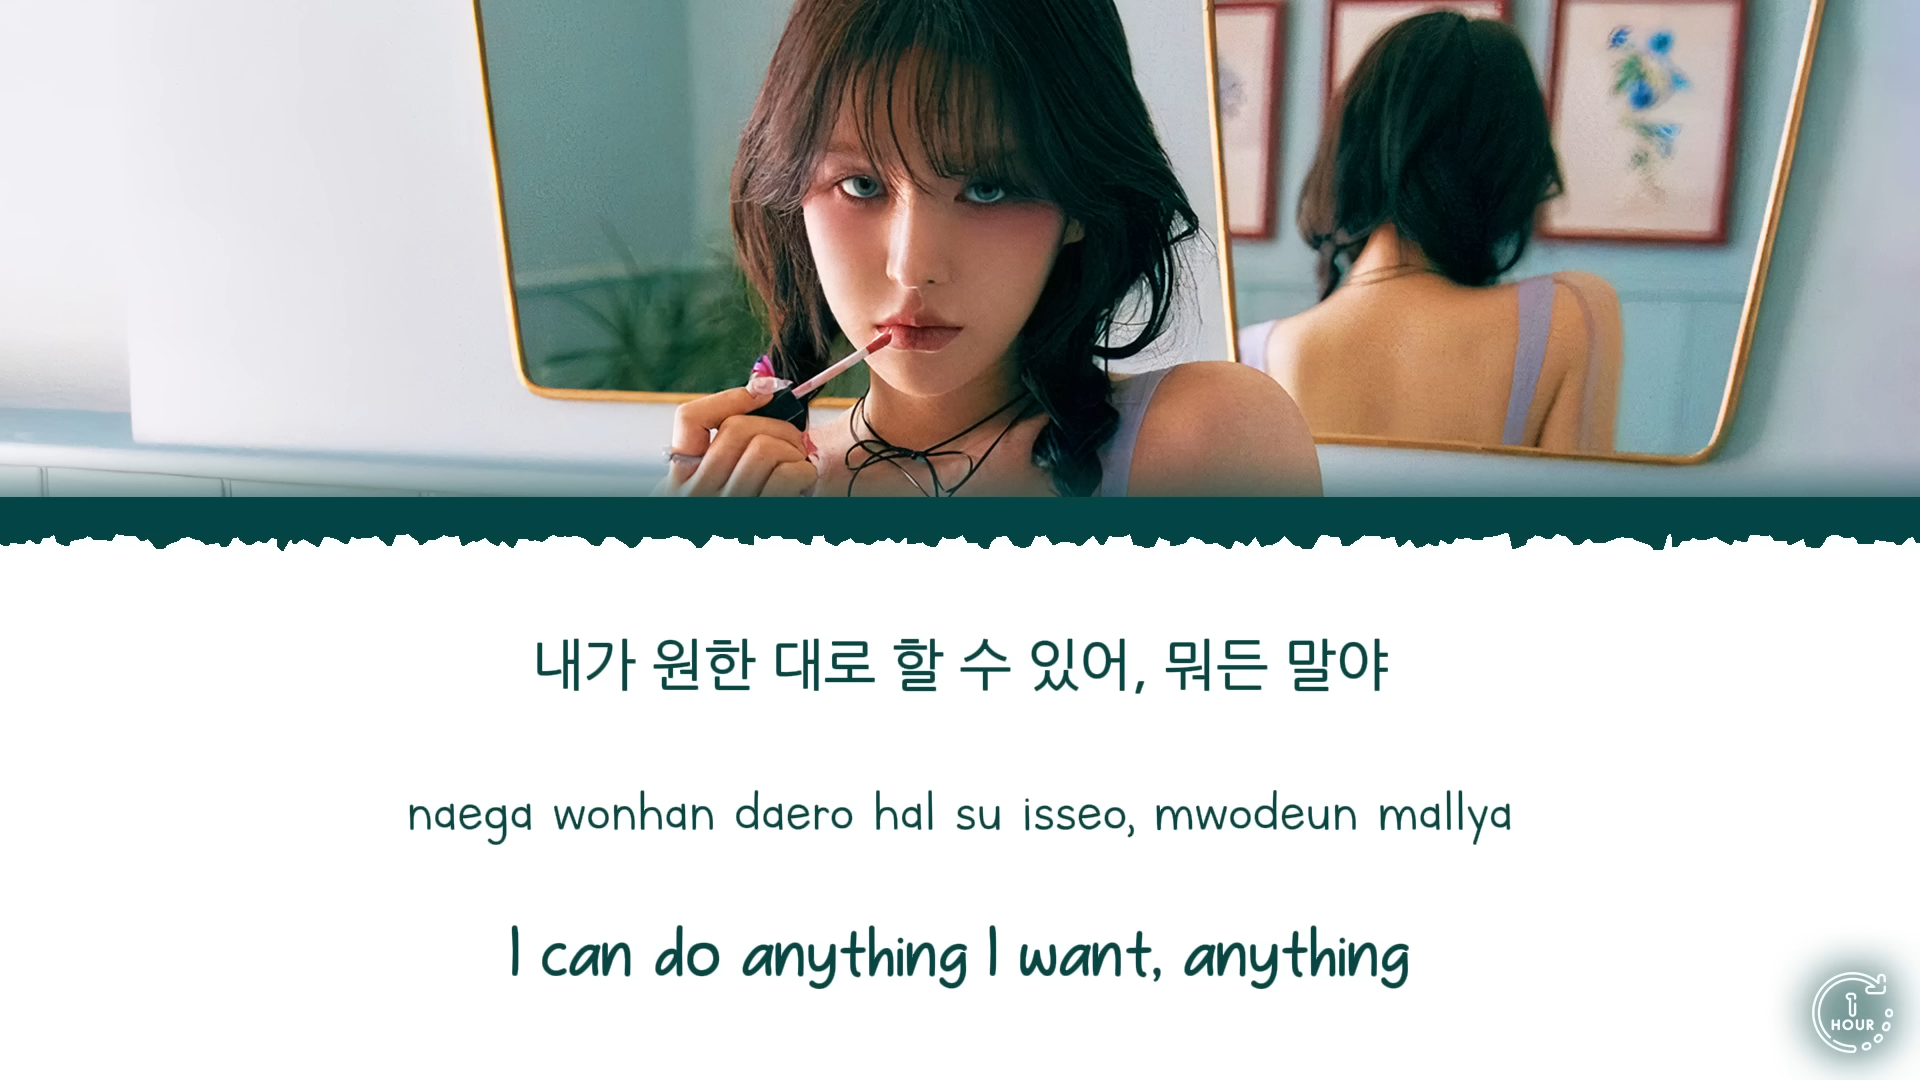 내가 원한 대로 할 수 있어, 뭐든 말야
naega wonhan daero hal su isseo, mwodeun mallya
I can do anything I want, anything
1
HOUR